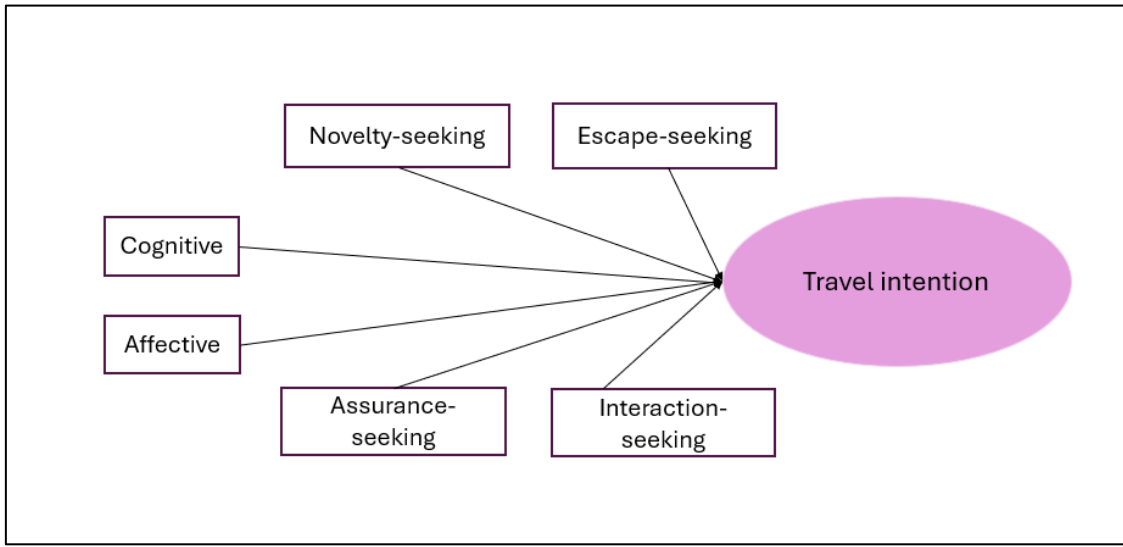 Novelty-seeking
Escape-seeking
Cognitive
Travel intention
Affective
Assurance-
seeking
Interaction-
seeking